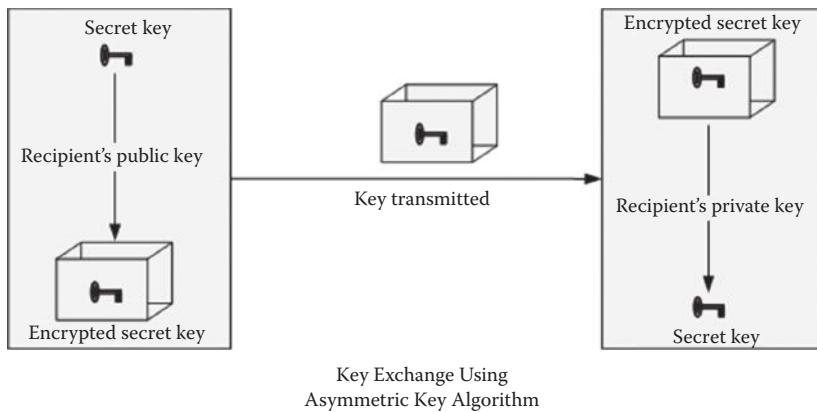 Secret key
Recipient's public key
Encrypted secret key
Key transmitted
Encrypted secret key
Recipient's private key
Secret key
Key Exchange Using
Asymmetric Key Algorithm